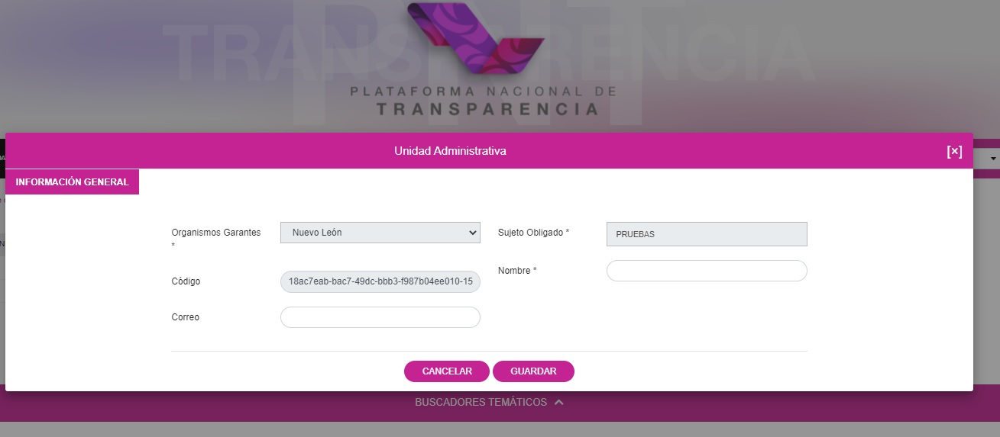 PNT
TRANSPARENCIA
PLATAFORMA NACIONAL DE
TRANSPARENCIA
Unidad Administrativa
[×]
INFORMACIÓN GENERAL
Organismos Garantes
*
Nuevo León
Sujeto Obligado *
PRUEBAS
Nombre *
Código
18ac7eab-bac7-49dc-bbb3-f987b04ee010-15
Correo
CANCELAR
GUARDAR
BUSCADORES TEMÁTICOS